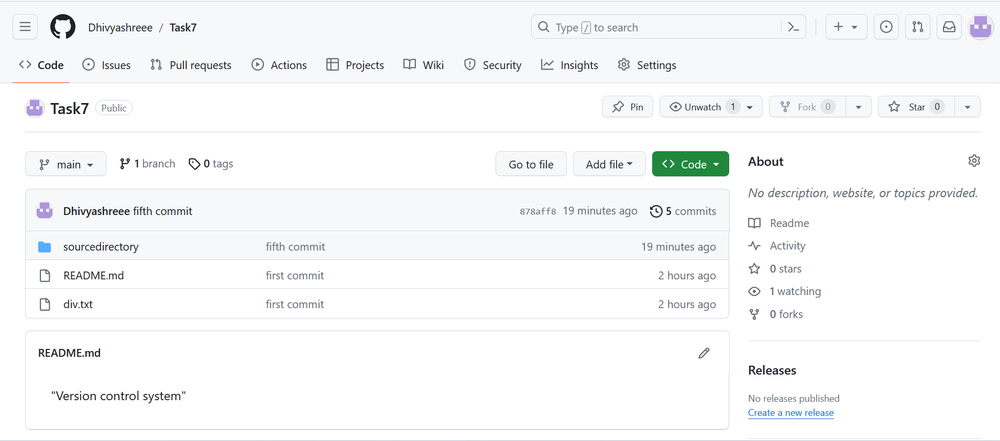 Dhivyashreee / Task7
Type / to search
Code Issues Pull requests Actions Projects Wiki Security Insights Settings
Task7 Public
Pin Unwatch 1 Fork 0 Star 0
main 1 branch 0 tags Go to file Add file Code
Dhivyashreee fifth commit 878aff8 19 minutes ago 5 commits
sourcedirectory fifth commit 19 minutes ago
README.md first commit 2 hours ago
div.txt first commit 2 hours ago
README.md
"Version control system"
About
No description, website, or topics provided.
Readme
Activity
0 stars
1 watching
0 forks
Releases
No releases published
Create a new release